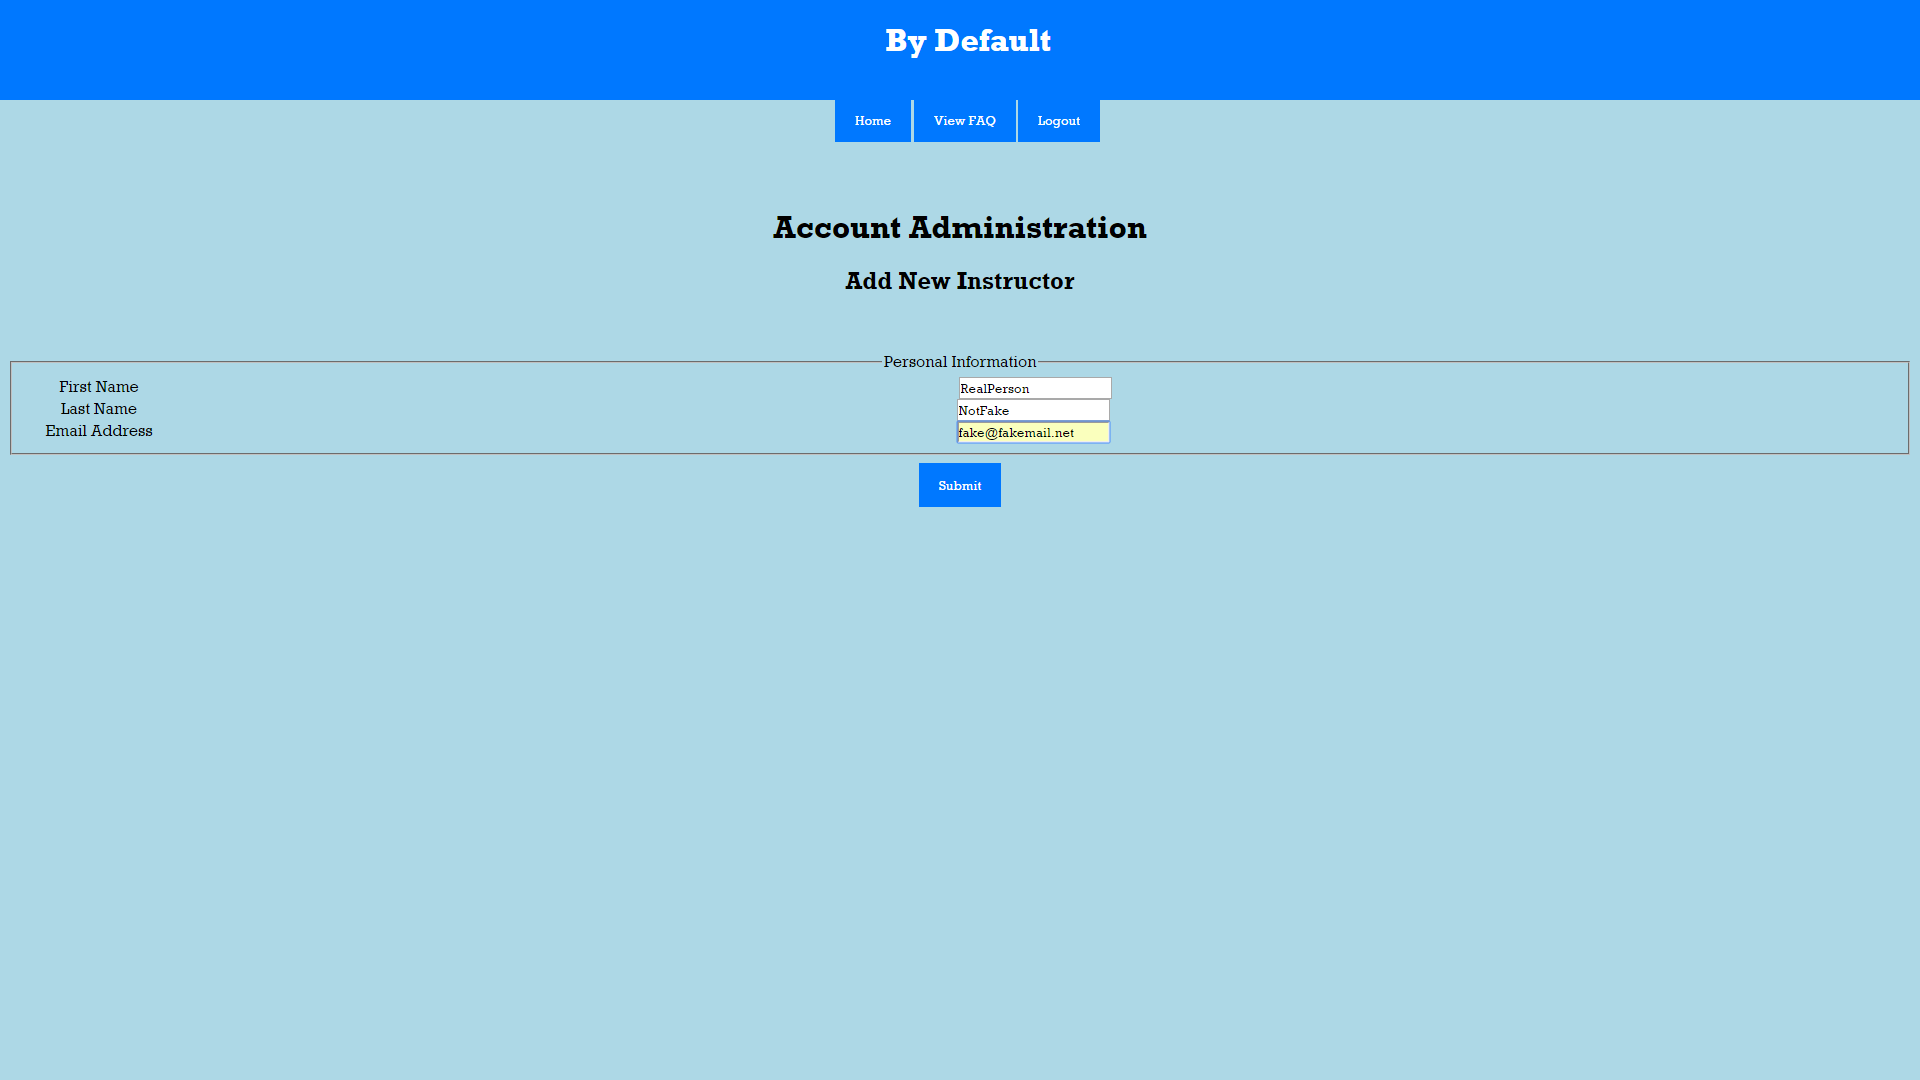 By Default
Home View FAQ Logout
Account Administration
Add New Instructor
Personal Information
First Name RealPerson
Last Name NotFake
Email Address fake@fakemail.net
Submit